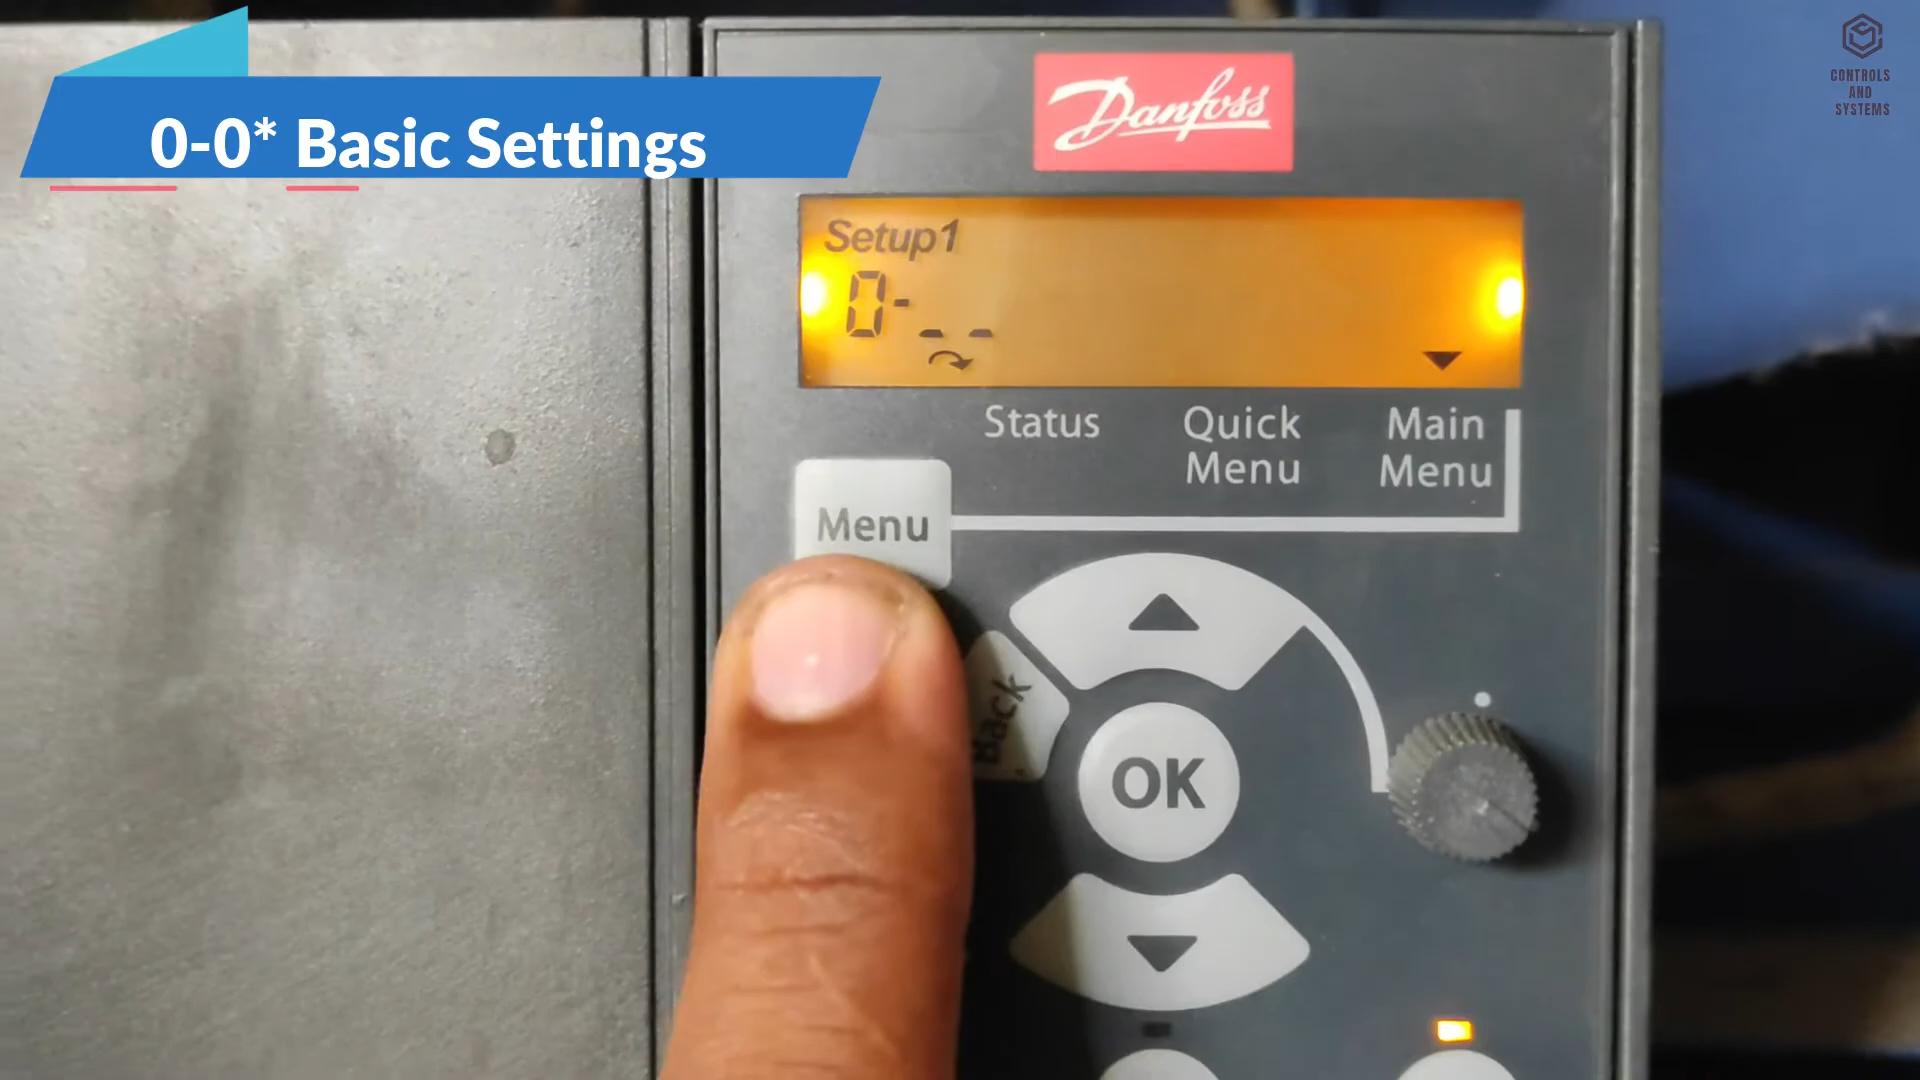 0-0* Basic Settings
Danfoss
CONTROLS
AND
SYSTEMS
Setup1
0-_ _
Status
Quick
Menu
Main
Menu
Menu
Back
OK